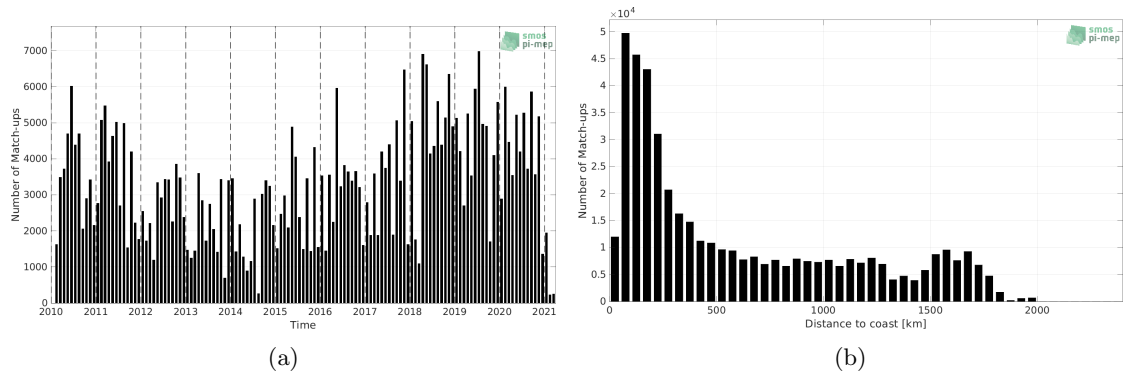 smos
pi-mep
7000
6000
5000
4000
3000
2000
1000
0
Number of Match-ups
2010 2011 2012 2013 2014 2015 2016 2017 2018 2019 2020 2021
Time
(a)
×10⁴
smos
pi-mep
5
4.5
4
3.5
3
2.5
2
1.5
1
0.5
0
Number of Match-ups
0 500 1000 1500 2000
Distance to coast [km]
(b)